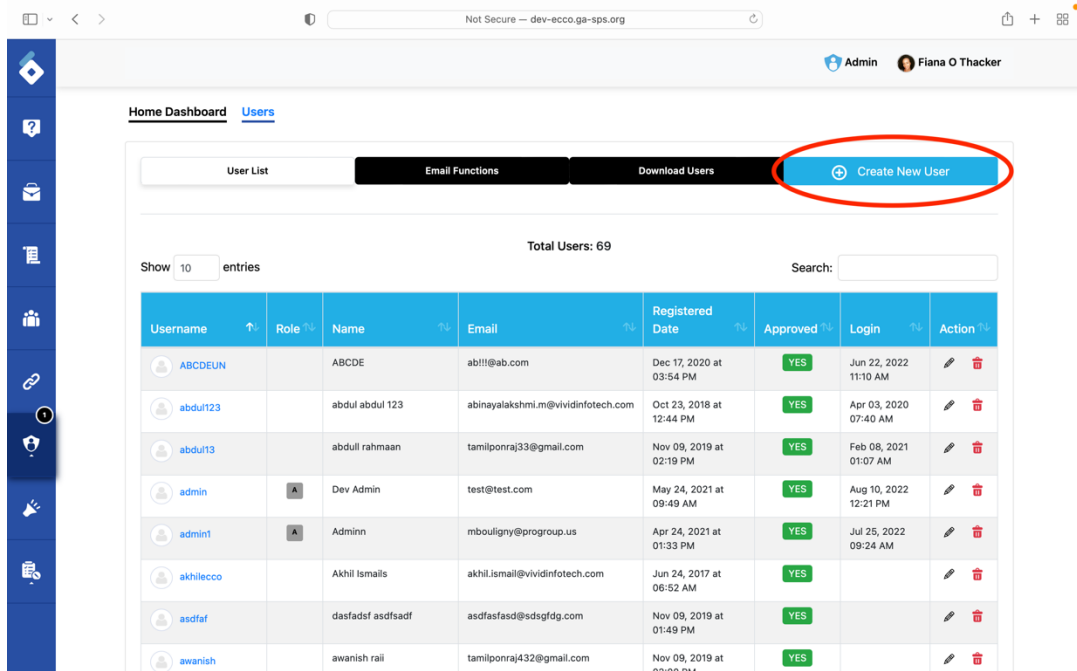 Not Secure — dev-ecco.ga-sps.org
Admin Fiana O Thacker
Home Dashboard Users
User List Email Functions Download Users Create New User
Total Users: 69
Show 10 entries Search:
Username Role Name Email Registered Date Approved Login Action
ABCDEUN ABCDE ab!!!@ab.com Dec 17, 2020 at YES Jun 22, 2022
03:54 PM 11:10 AM
abdul123 abdul abdul 123 abinayalakshmi.m@vividinfotech.com Oct 23, 2018 at YES Apr 03, 2020
12:44 PM 07:40 AM
1
abdul13 abdull rahmaan tamilponraj33@gmail.com Nov 09, 2019 at YES Feb 08, 2021
02:19 PM 01:07 AM
admin A Dev Admin test@test.com May 24, 2021 at YES Aug 10, 2022
09:49 AM 12:21 PM
admin1 A Adminn mbouligny@progroup.us Apr 24, 2021 at YES Jul 25, 2022
01:33 PM 09:24 AM
akhilecco Akhil Ismails akhil.ismail@vividinfotech.com Jun 24, 2017 at YES
06:52 AM
asdfaf dasfadsf asdfsadf asdfasfasd@sdsgfdg.com Nov 09, 2019 at YES
01:49 PM
awanish awanish raii tamilponraj432@gmail.com Nov 09, 2019 at YES